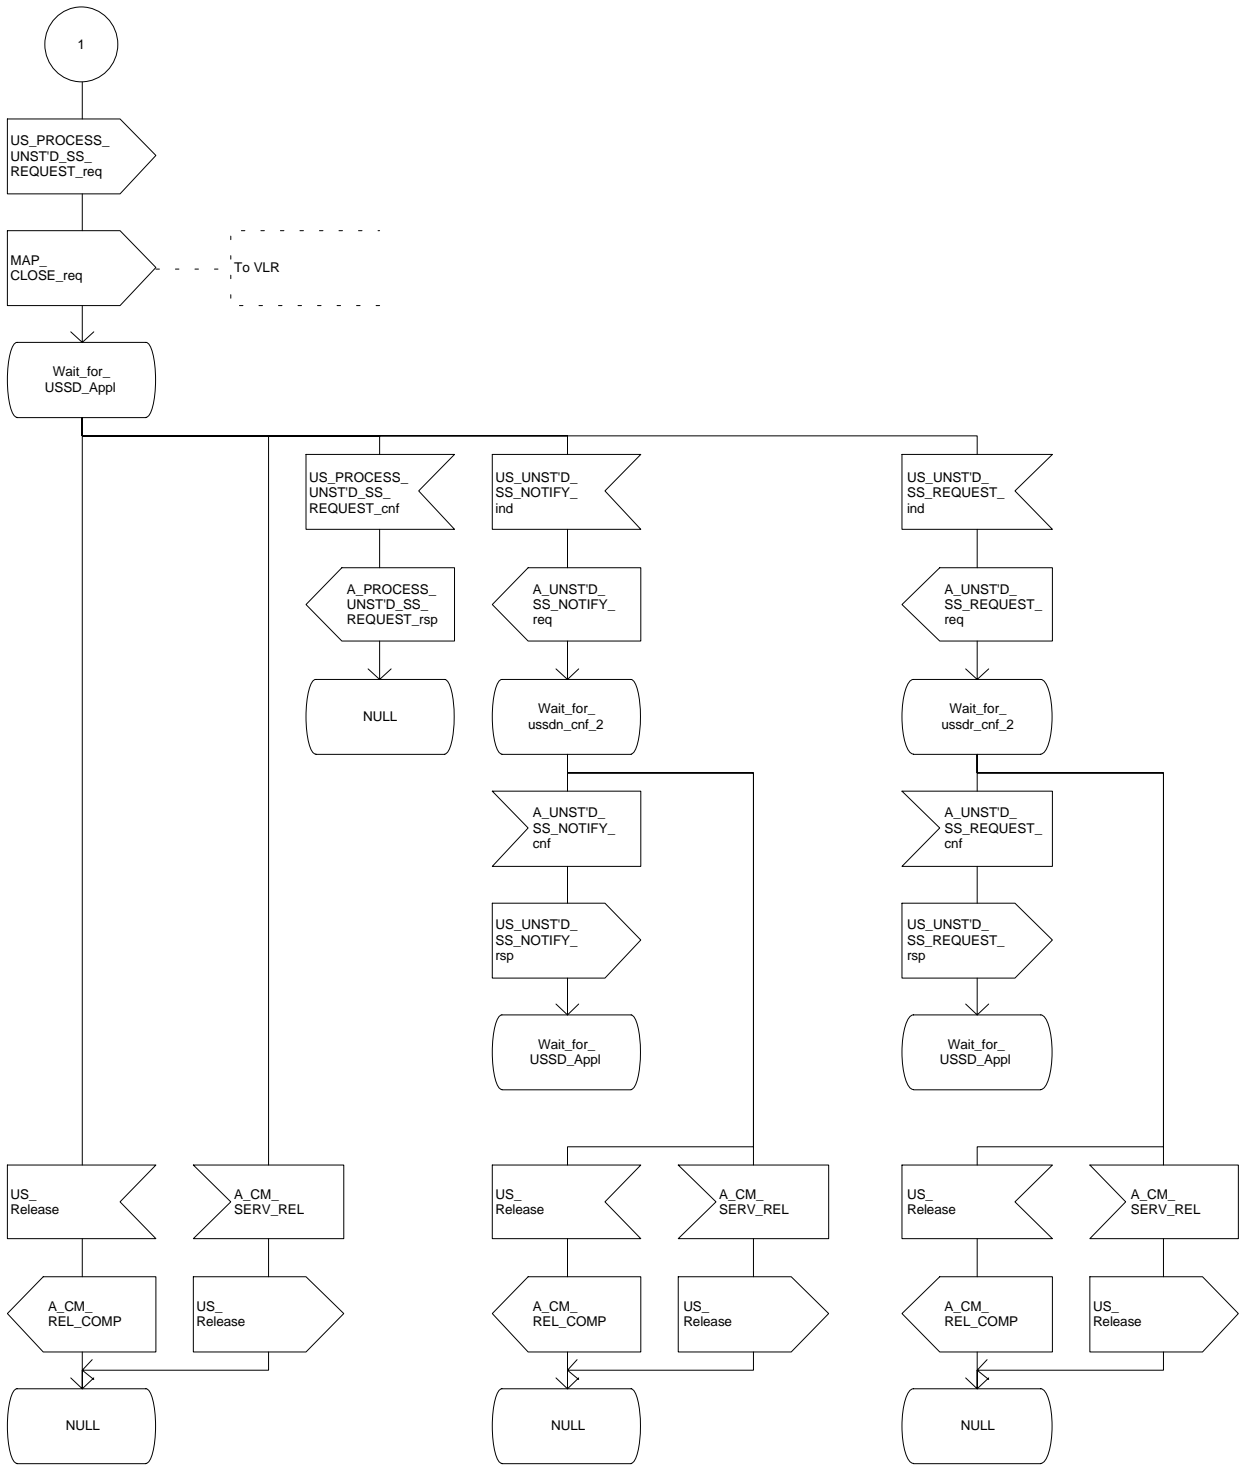 1
US_PROCESS_
UNST'D_SS_
REQUEST_req
MAP_
CLOSE_req
To VLR
Wait_for_
USSD_Appl
US_PROCESS_
UNST'D_SS_
REQUEST_cnf
US_UNST'D_
SS_NOTIFY_
ind
US_UNST'D_
SS_REQUEST_
ind
A_PROCESS_
UNST'D_SS_
REQUEST_rsp
A_UNST'D_
SS_NOTIFY_
req
A_UNST'D_
SS_REQUEST_
req
NULL
Wait_for_
ussdn_cnf_2
Wait_for_
ussdr_cnf_2
A_UNST'D_
SS_NOTIFY_
cnf
A_UNST'D_
SS_REQUEST_
cnf
US_UNST'D_
SS_NOTIFY_
rsp
US_UNST'D_
SS_REQUEST_
rsp
Wait_for_
USSD_Appl
Wait_for_
USSD_Appl
US_
Release
A_CM_
SERV_REL
US_
Release
A_CM_
SERV_REL
US_
Release
A_CM_
SERV_REL
A_CM_
REL_COMP
US_
Release
A_CM_
REL_COMP
US_
Release
A_CM_
REL_COMP
US_
Release
NULL
NULL
NULL